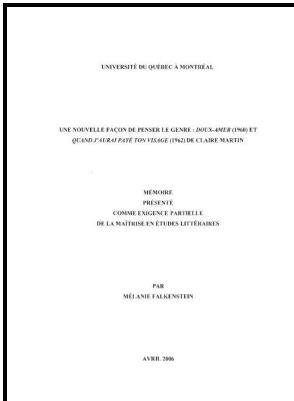 UNIVERSITÉ DU QUÉBEC À MONTRÉAL
UNE NOUVELLE FAÇON DE PENSER LE GENRE : DOUX-AMER (1960) ET
QUAND J'AURAI PAYÉ TON VISAGE (1962) DE CLAIRE MARTIN
MÉMOIRE
PRÉSENTÉ
COMME EXIGENCE PARTIELLE
DE LA MAÎTRISE EN ÉTUDES LITTÉRAIRES
PAR
MÉLANIE FALKENSTEIN
AVRIL 2006